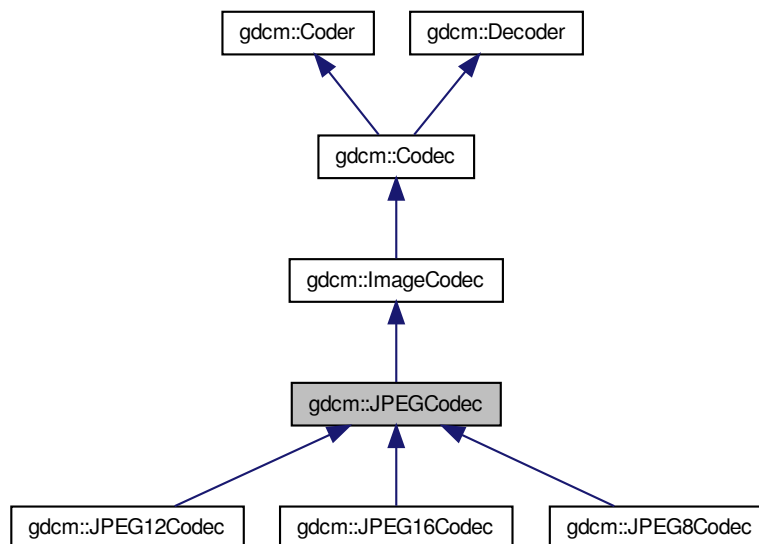 gdcm::Coder
gdcm::Decoder
gdcm::Codec
gdcm::ImageCodec
gdcm::JPEGCodec
gdcm::JPEG12Codec
gdcm::JPEG16Codec
gdcm::JPEG8Codec